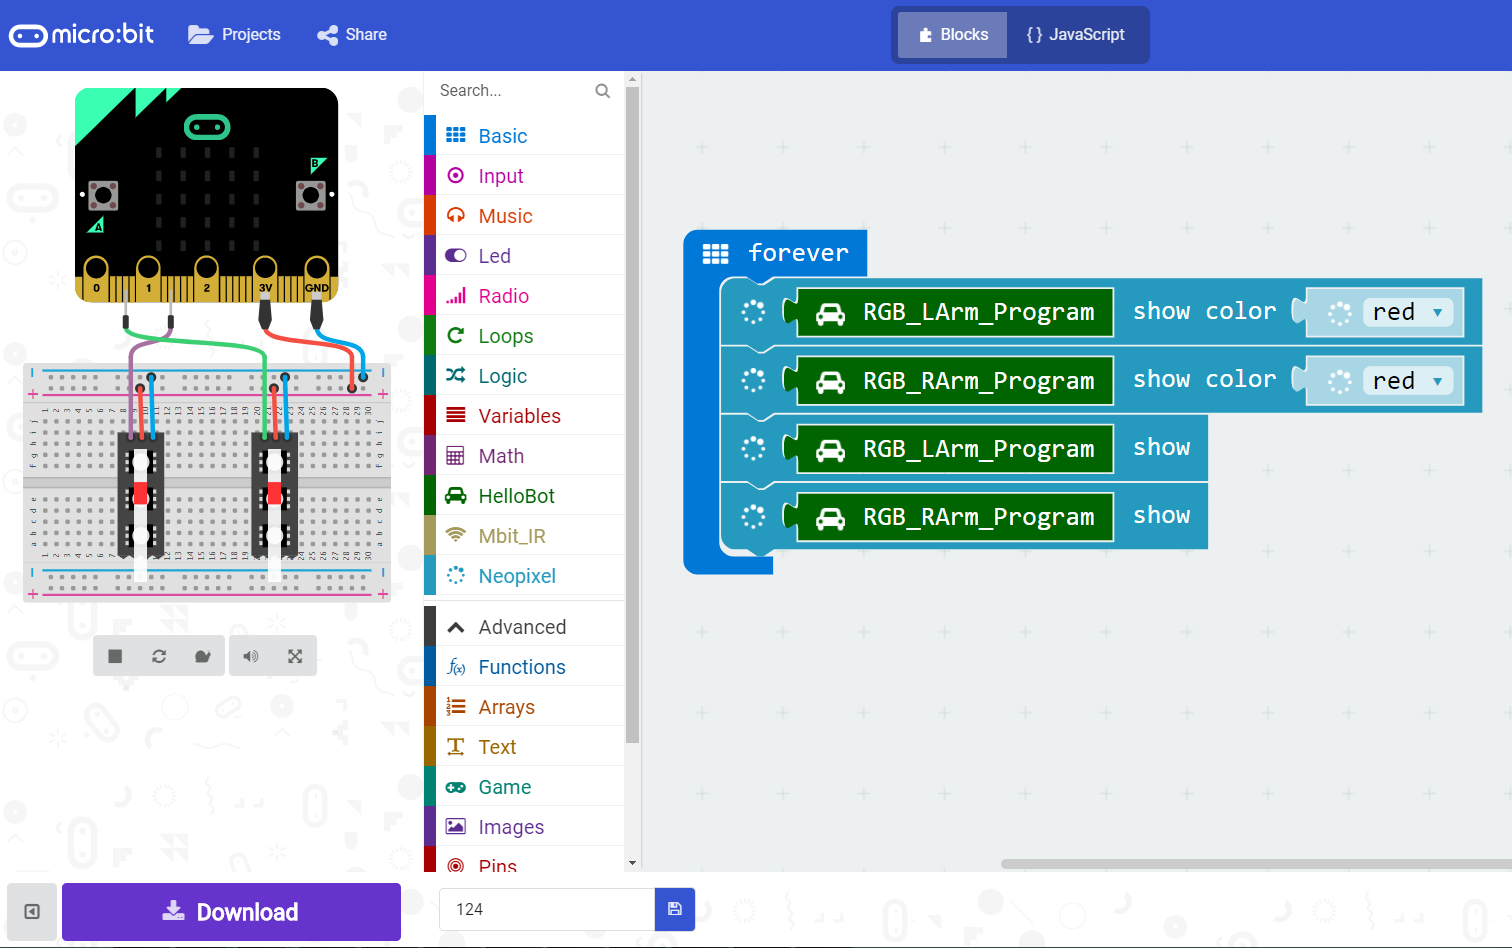 micro:bit
Projects
Share
Blocks
{ } JavaScript
Search...
Basic
Input
Music
Led
Radio
Loops
Logic
Variables
Math
HelloBot
Mbit_IR
Neopixel
Advanced
Functions
Arrays
Text
Game
Images
Pins
B
A
0 1 2 3V GND
forever
RGB_LArm_Program show color red
RGB_RArm_Program show color red
RGB_LArm_Program show
RGB_RArm_Program show
Download
124